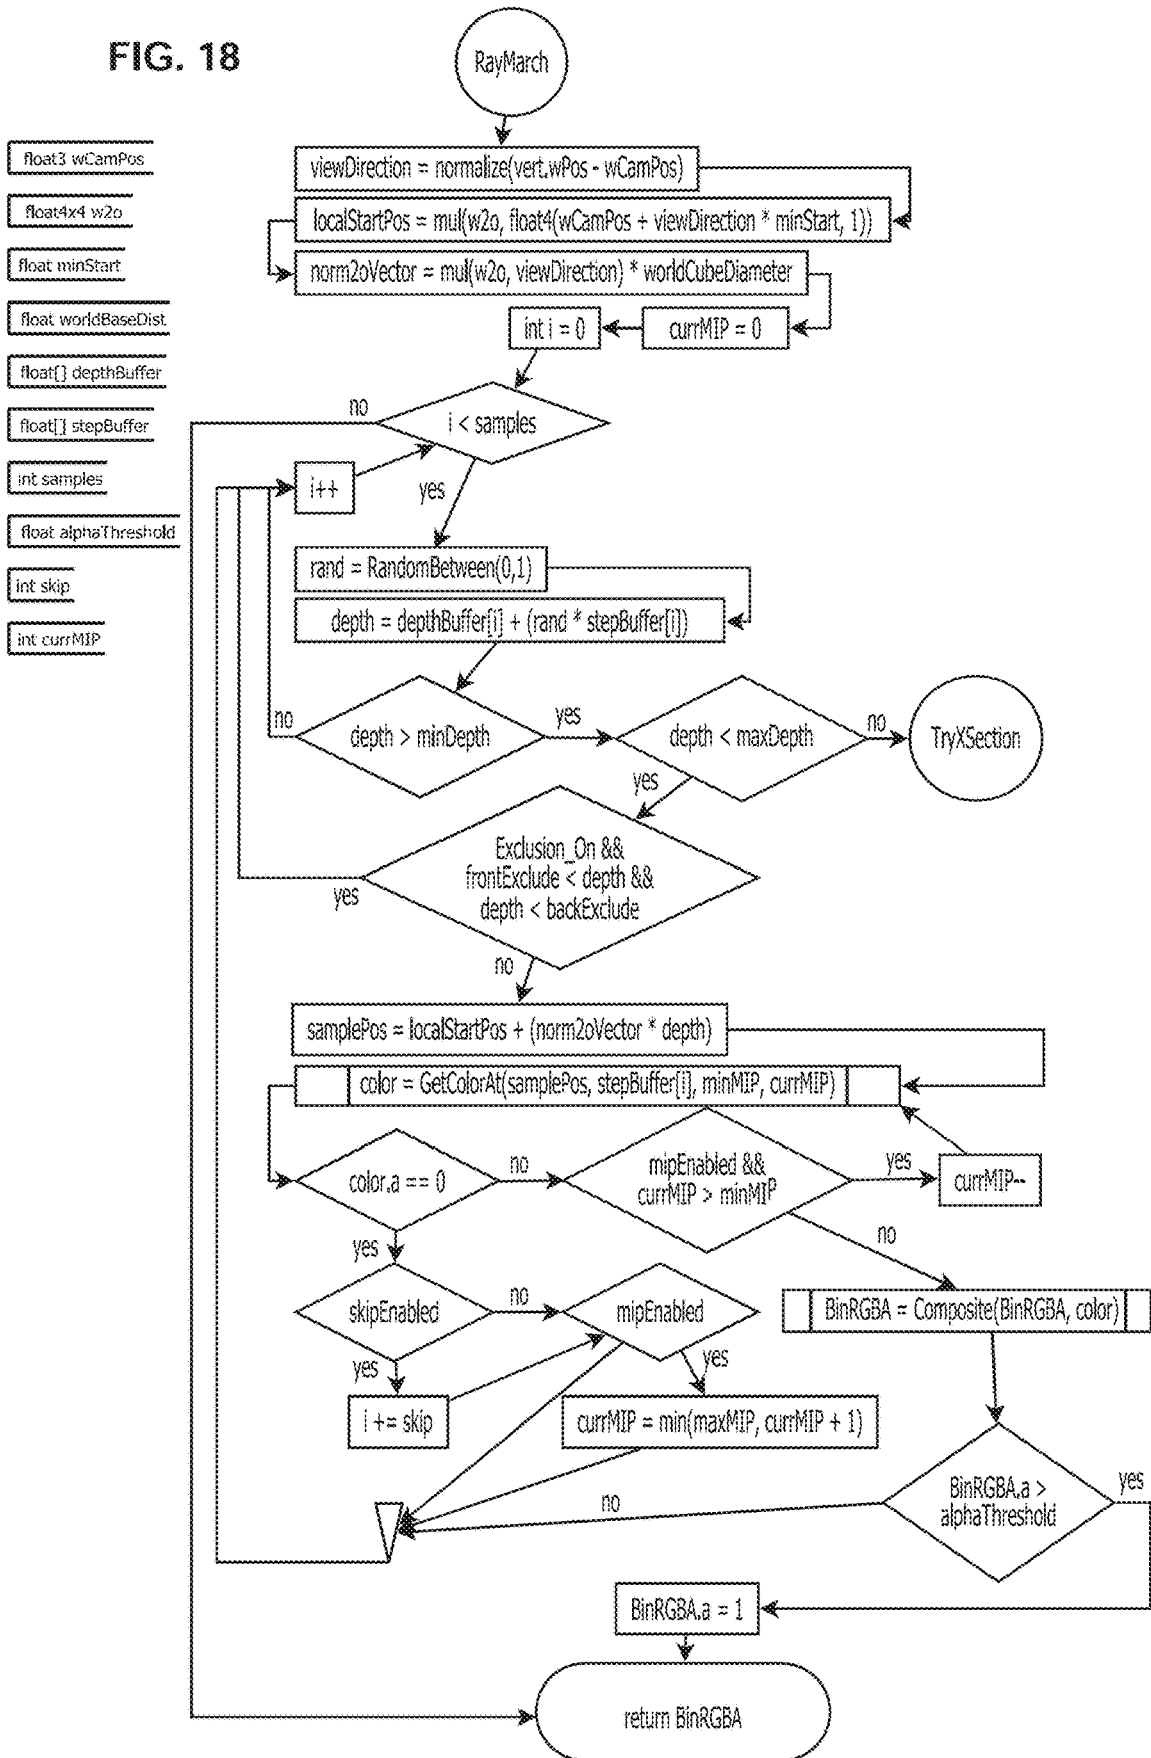 FIG. 18
RayMarch
float3 wCamPos
float4x4 w2o
float minStart
float worldBaseDist
float[] depthBuffer
float[] stepBuffer
int samples
float alphaThreshold
int skip
int currMIP
viewDirection = normalize(vert.wPos - wCamPos)
localStartPos = mul(w2o, float4(wCamPos + viewDirection * minStart, 1))
norm2oVector = mul(w2o, viewDirection) * worldCubeDiameter
int i = 0
currMIP = 0
no
i < samples
i++
yes
rand = RandomBetween(0,1)
depth = depthBuffer[i] + (rand * stepBuffer[i])
no
depth > minDepth
yes
depth < maxDepth
no
TryXSection
yes
Exclusion_On &&
frontExclude < depth &&
depth < backExclude
yes
no
samplePos = localStartPos + (norm2oVector * depth)
color = GetColorAt(samplePos, stepBuffer[i], minMIP, currMIP)
color.a == 0
no
mipEnabled &&
currMIP > minMIP
yes
currMIP--
yes
no
skipEnabled
no
mipEnabled
BinRGBA = Composite(BinRGBA, color)
yes
yes
i += skip
currMIP = min(maxMIP, currMIP + 1)
BinRGBA.a >
alphaThreshold
yes
no
BinRGBA.a = 1
return BinRGBA